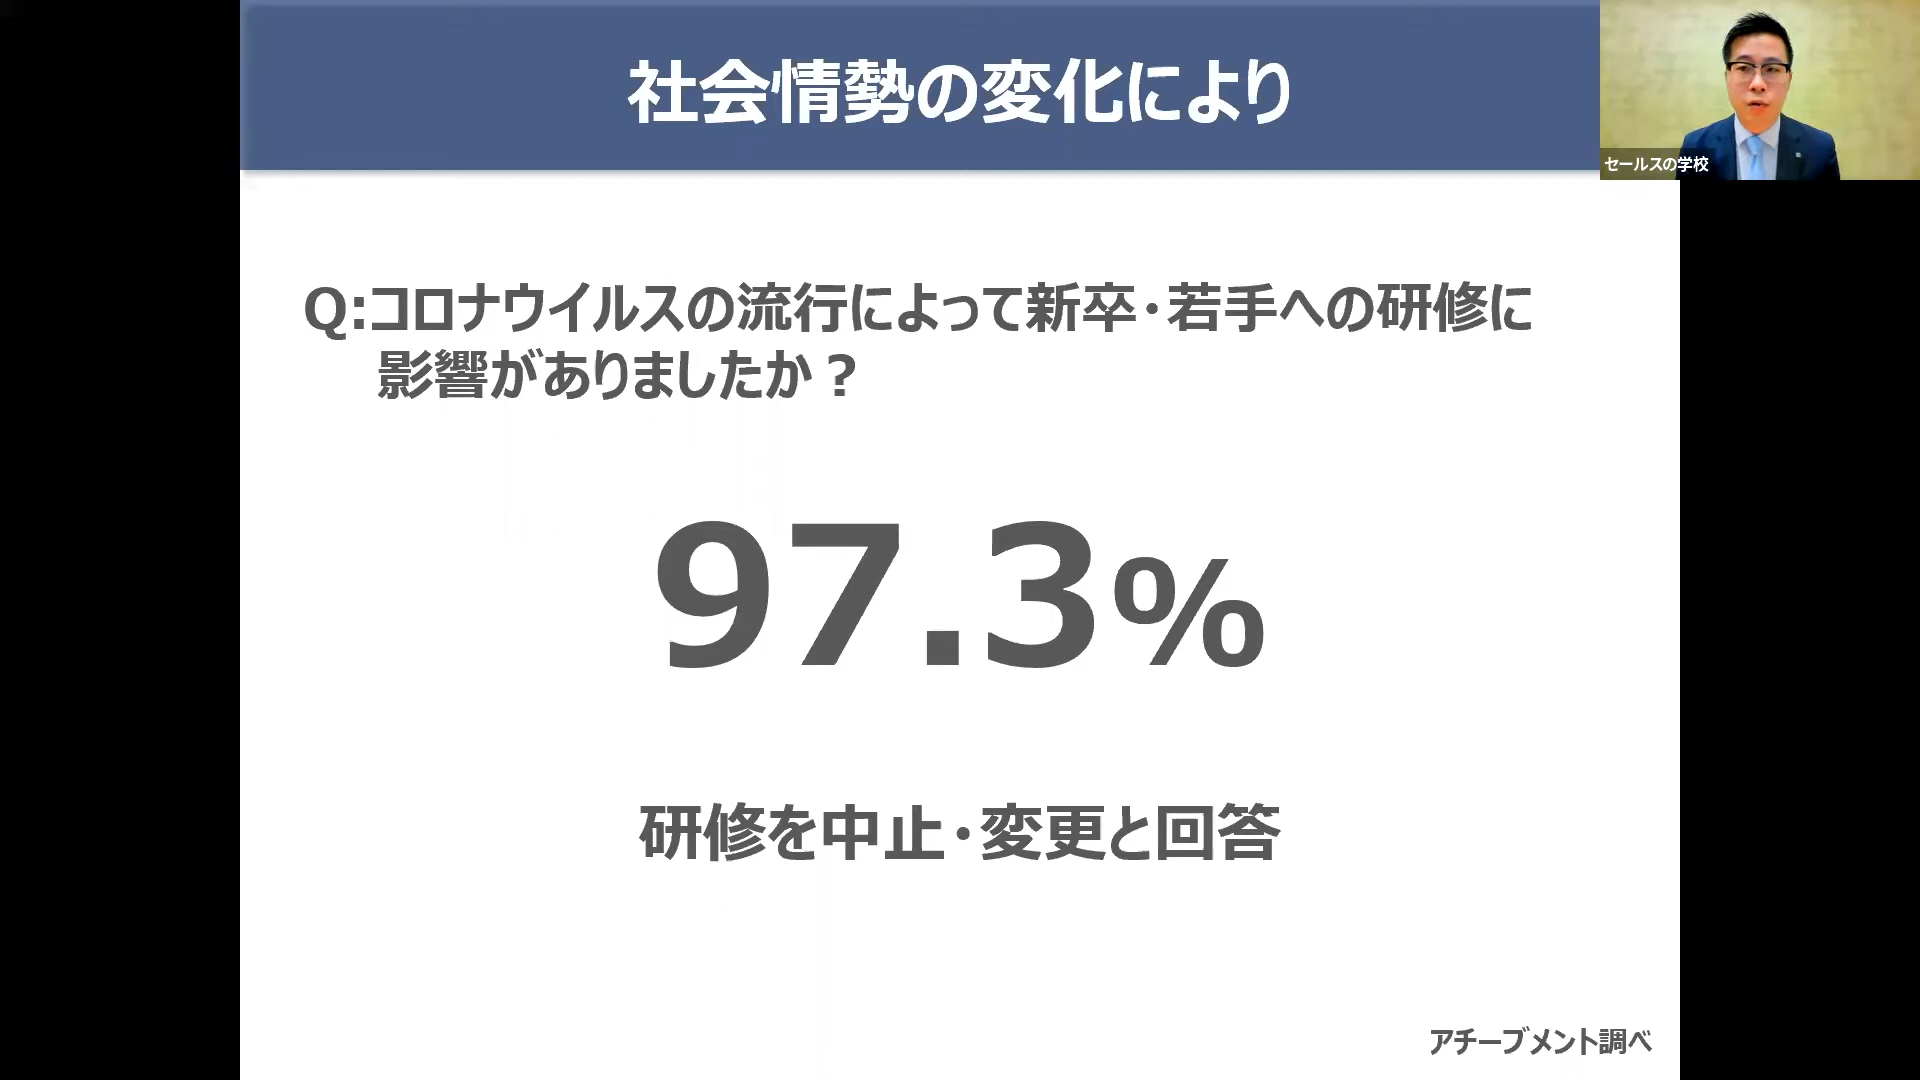 社会情勢の変化により
セールスの学校
Q:コロナウイルスの流行によって新卒・若手への研修に
影響がありましたか？
97.3%
研修を中止・変更と回答
アチーブメント調べ